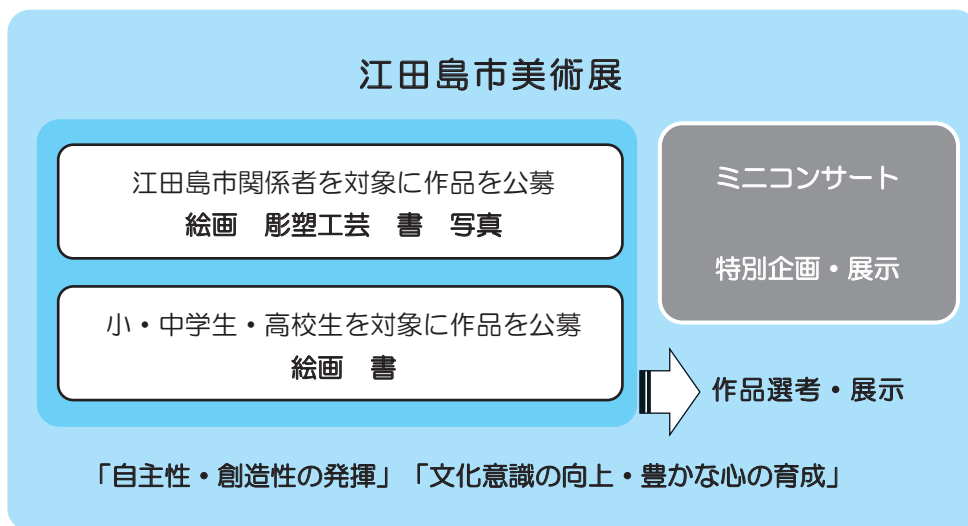 江田島市美術展
江田島市関係者を対象に作品を公募
絵画　彫塑工芸　書　写真
小・中学生・高校生を対象に作品を公募
絵画　書
ミニコンサート
特別企画・展示
作品選考・展示
「自主性・創造性の発揮」「文化意識の向上・豊かな心の育成」